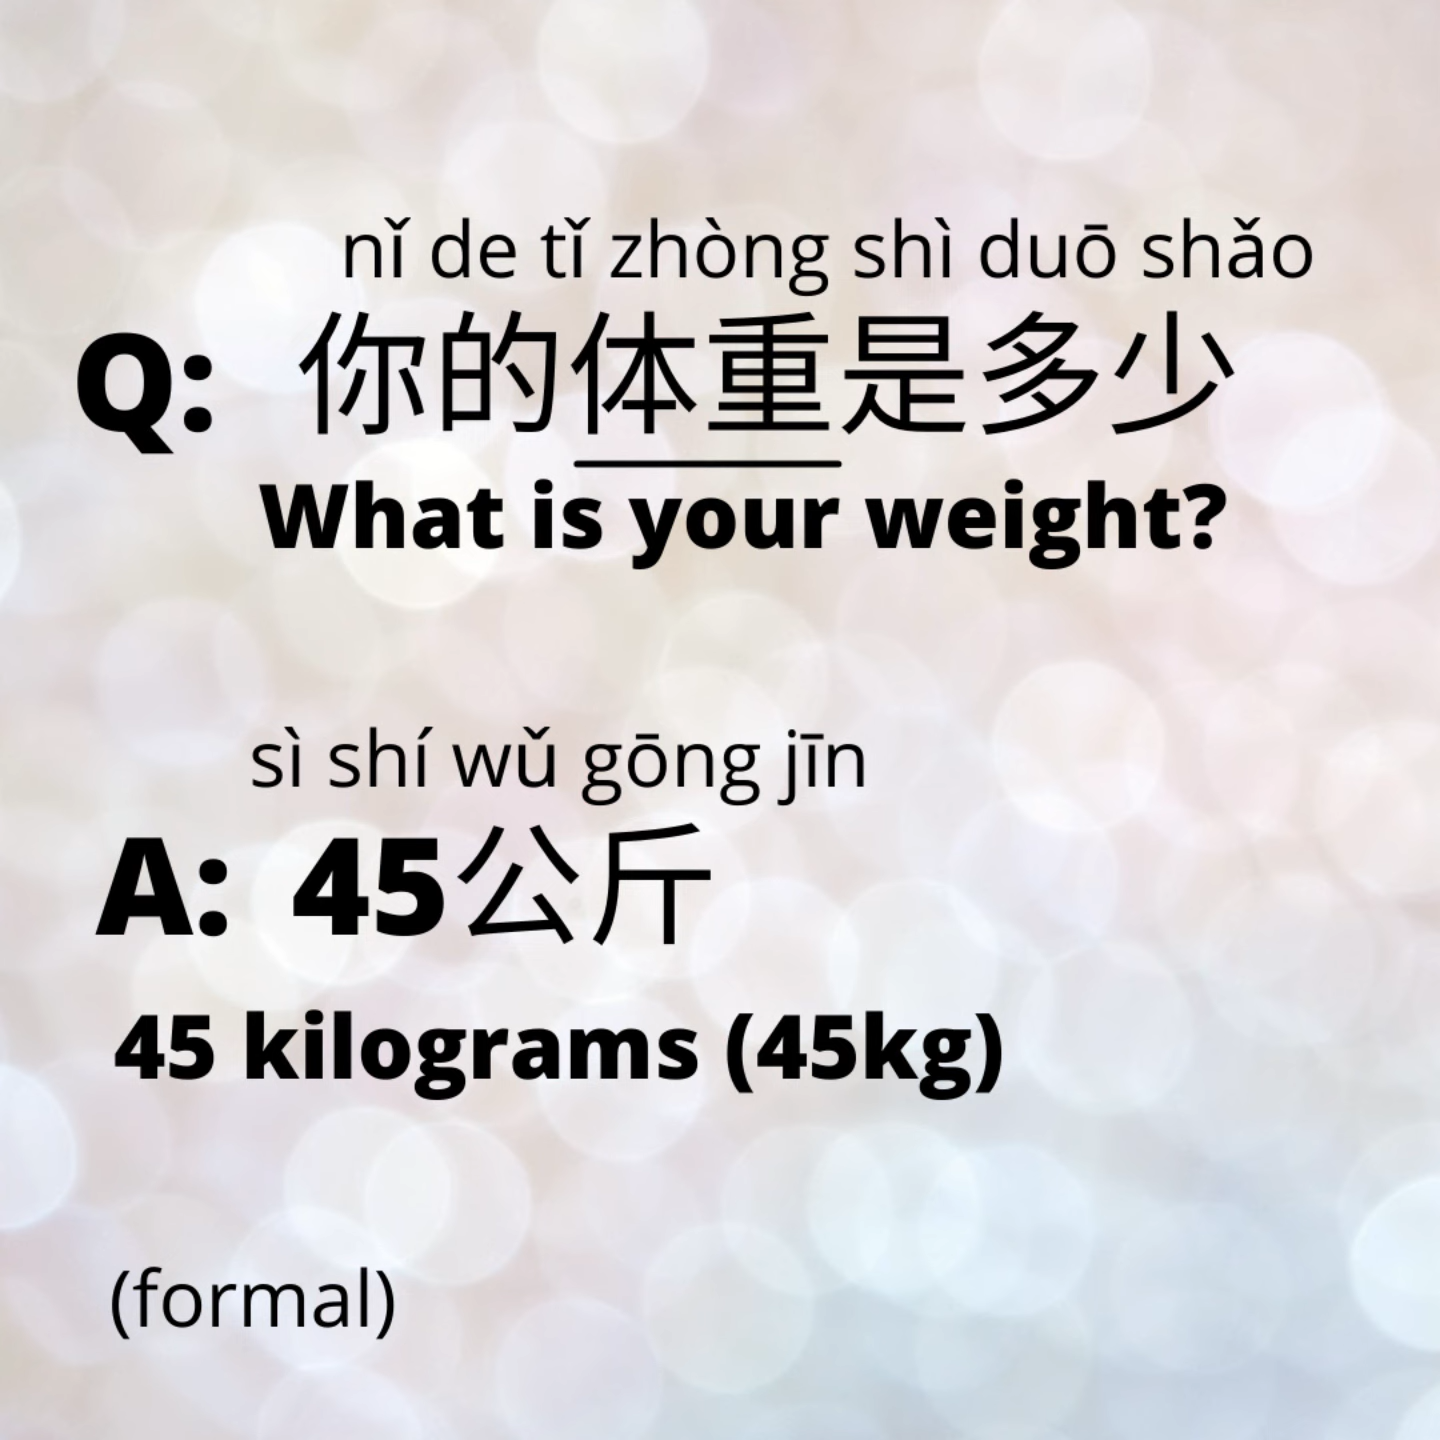 nǐ de tǐ zhòng shì duō shǎo
Q: 你的体重是多少
What is your weight?
sì shí wǔ gōng jīn
A: 45公斤
45 kilograms (45kg)
(formal)